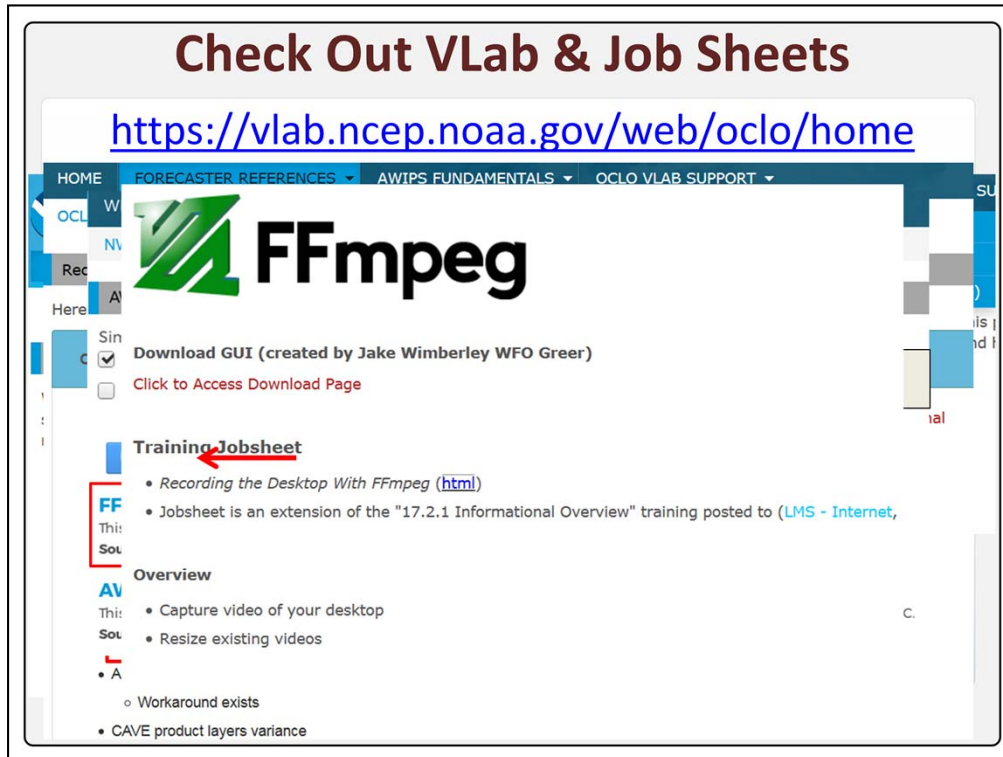 Check Out VLab & Job Sheets
https://vlab.ncep.noaa.gov/web/oclo/home
HOME FORECASTER REFERENCES AWIPS FUNDAMENTALS OCLO VLAB SUPPORT
FFmpeg
Here
Download GUI (created by Jake Wimberley WFO Greer)
Click to Access Download Page
Training Jobsheet
• Recording the Desktop With FFmpeg (html)
• Jobsheet is an extension of the "17.2.1 Informational Overview" training posted to (LMS - Internet,
Overview
• Capture video of your desktop
C.
• Resize existing videos
• A
○ Workaround exists
• CAVE product layers variance